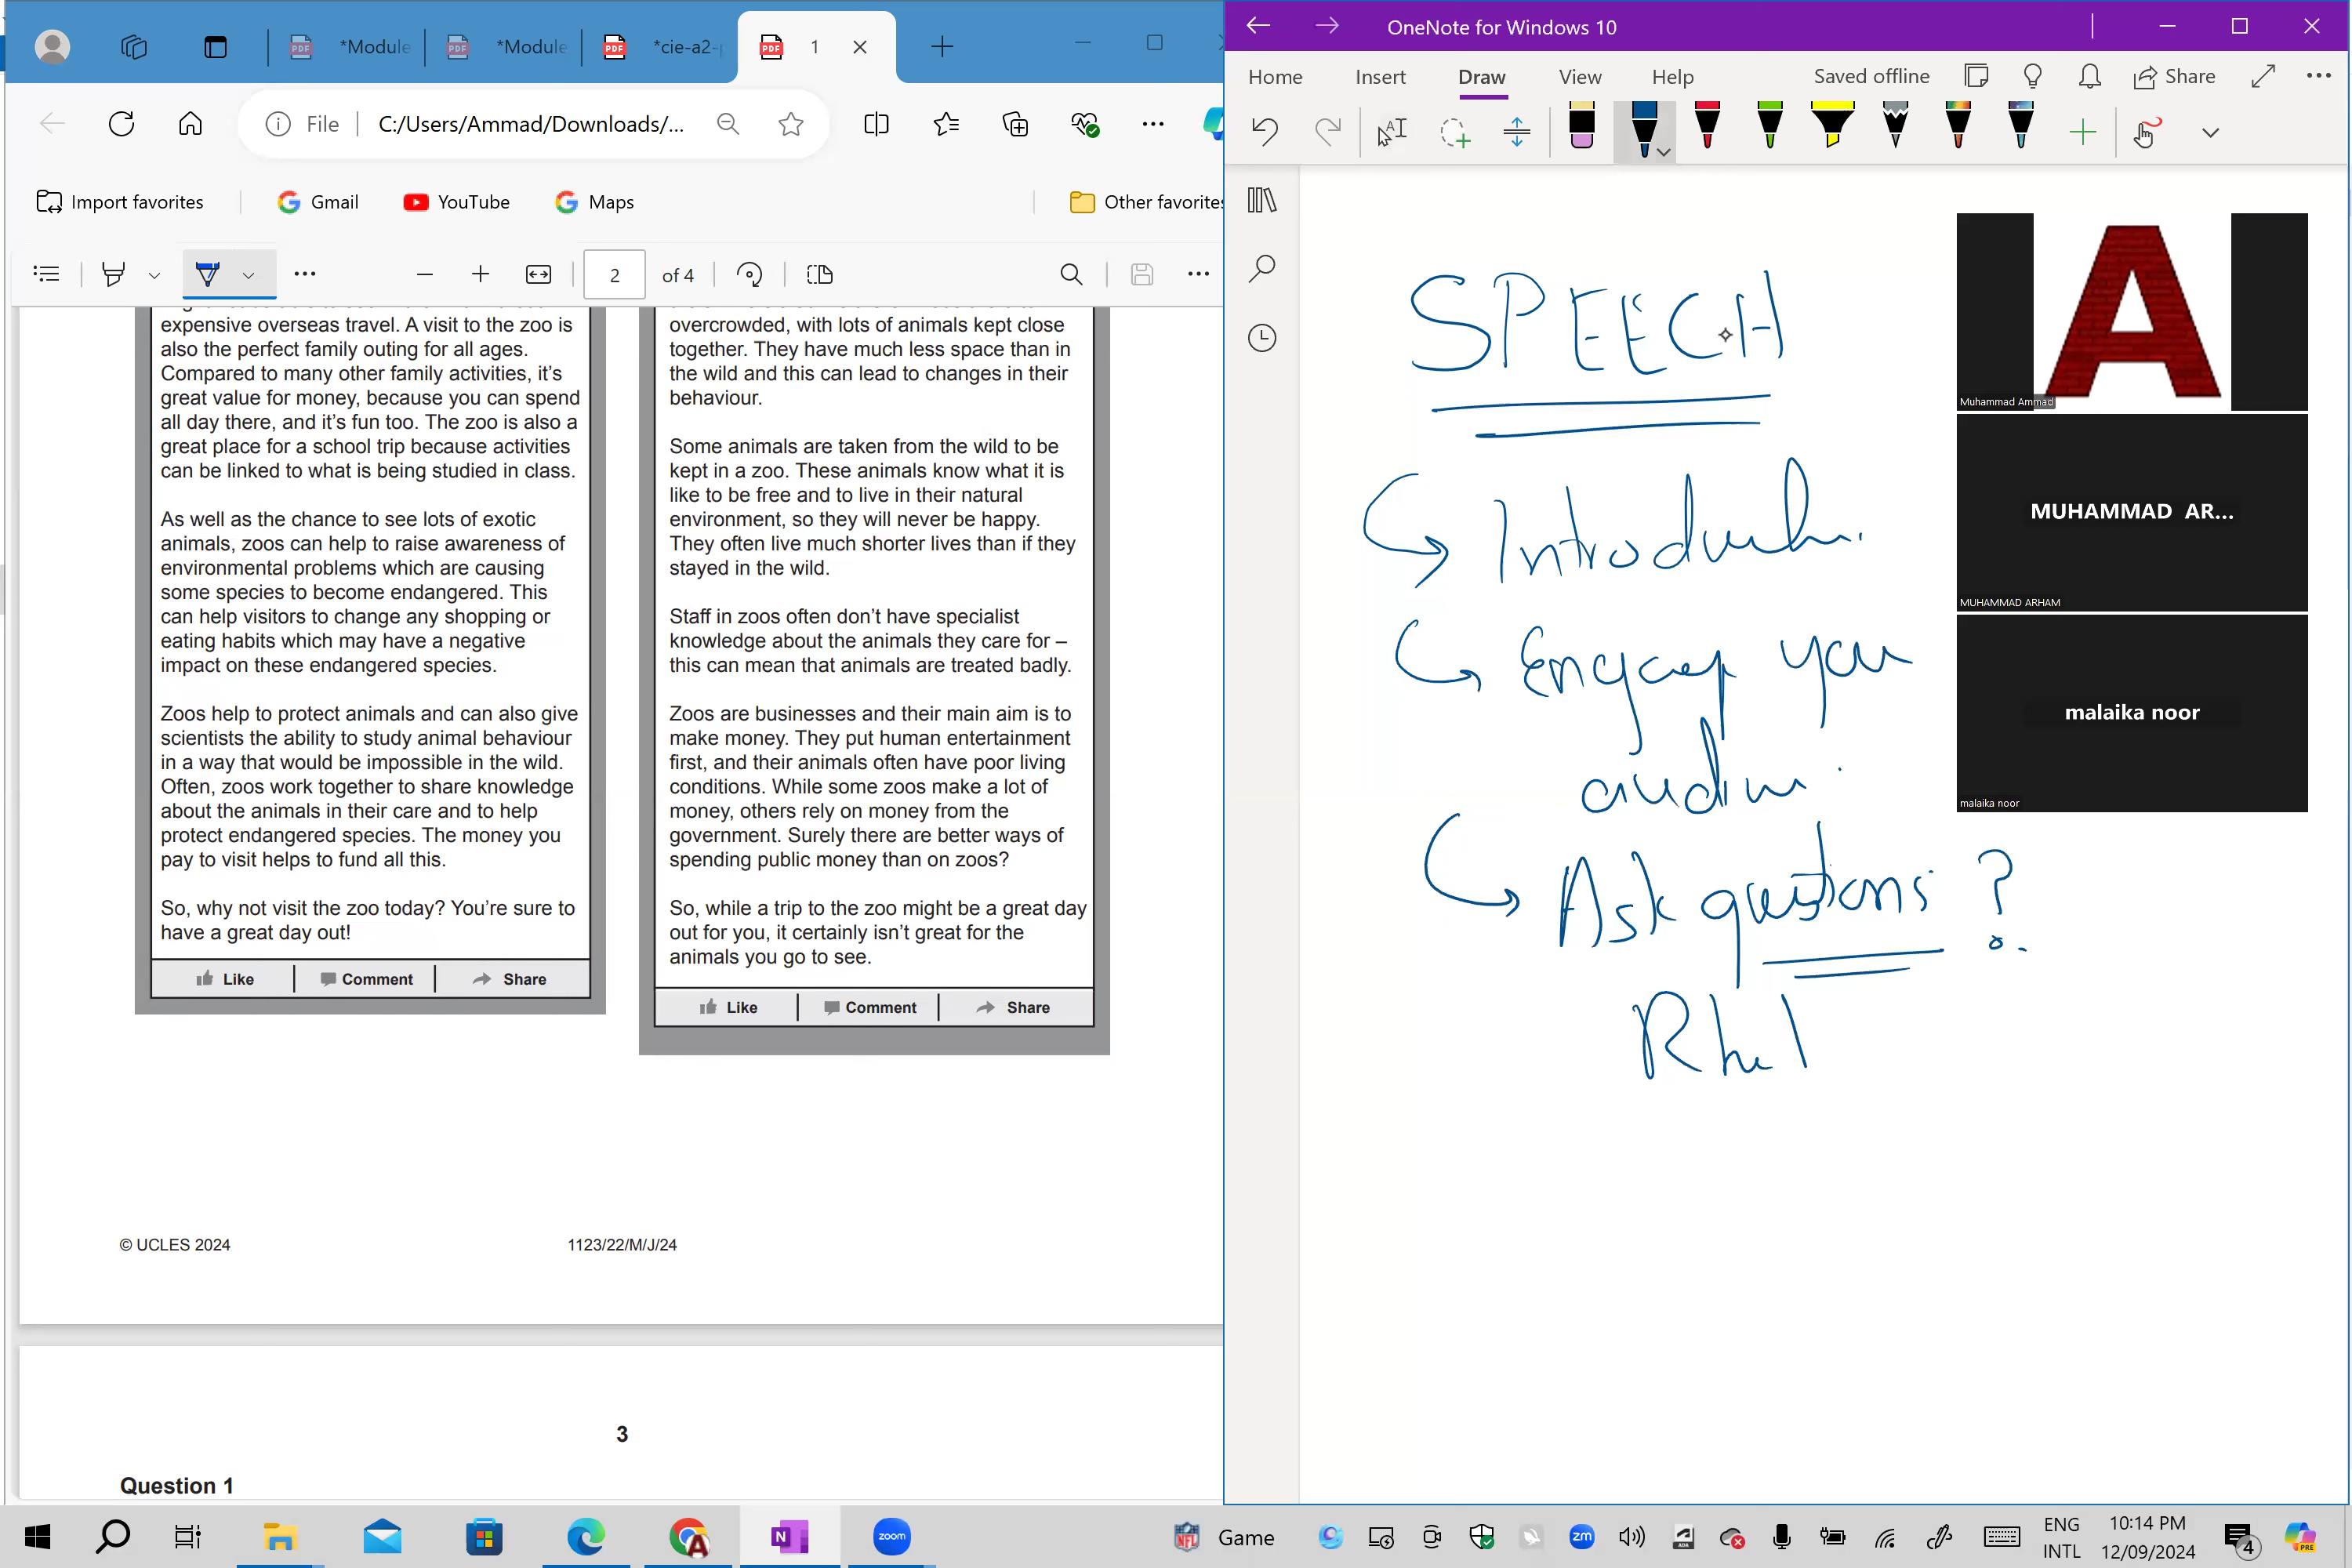 *Module
*Module
*cie-a2-
1
File
C:/Users/Ammad/Downloads/...
Import favorites
Gmail
YouTube
Maps
Other favorites
2
of 4
expensive overseas travel. A visit to the zoo is
also the perfect family outing for all ages.
Compared to many other family activities, it's
great value for money, because you can spend
all day there, and it's fun too. The zoo is also a
great place for a school trip because activities
can be linked to what is being studied in class.
As well as the chance to see lots of exotic
animals, zoos can help to raise awareness of
environmental problems which are causing
some species to become endangered. This
can help visitors to change any shopping or
eating habits which may have a negative
impact on these endangered species.
Zoos help to protect animals and can also give
scientists the ability to study animal behaviour
in a way that would be impossible in the wild.
Often, zoos work together to share knowledge
about the animals in their care and to help
protect endangered species. The money you
pay to visit helps to fund all this.
So, why not visit the zoo today? You're sure to
have a great day out!
Like
Comment
Share
overcrowded, with lots of animals kept close
together. They have much less space than in
the wild and this can lead to changes in their
behaviour.
Some animals are taken from the wild to be
kept in a zoo. These animals know what it is
like to be free and to live in their natural
environment, so they will never be happy.
They often live much shorter lives than if they
stayed in the wild.
Staff in zoos often don't have specialist
knowledge about the animals they care for –
this can mean that animals are treated badly.
Zoos are businesses and their main aim is to
make money. They put human entertainment
first, and their animals often have poor living
conditions. While some zoos make a lot of
money, others rely on money from the
government. Surely there are better ways of
spending public money than on zoos?
So, while a trip to the zoo might be a great day
out for you, it certainly isn't great for the
animals you go to see.
Like
Comment
Share
© UCLES 2024
1123/22/M/J/24
3
Question 1
OneNote for Windows 10
Home
Insert
Draw
View
Help
Saved offline
Share
SPEECH
you
Ask questions ?
A
Muhammad Ammad
MUHAMMAD AR...
MUHAMMAD ARHAM
malaika noor
malaika noor
zoom
Game
zm
ENG
INTL
10:14 PM
12/09/2024
4